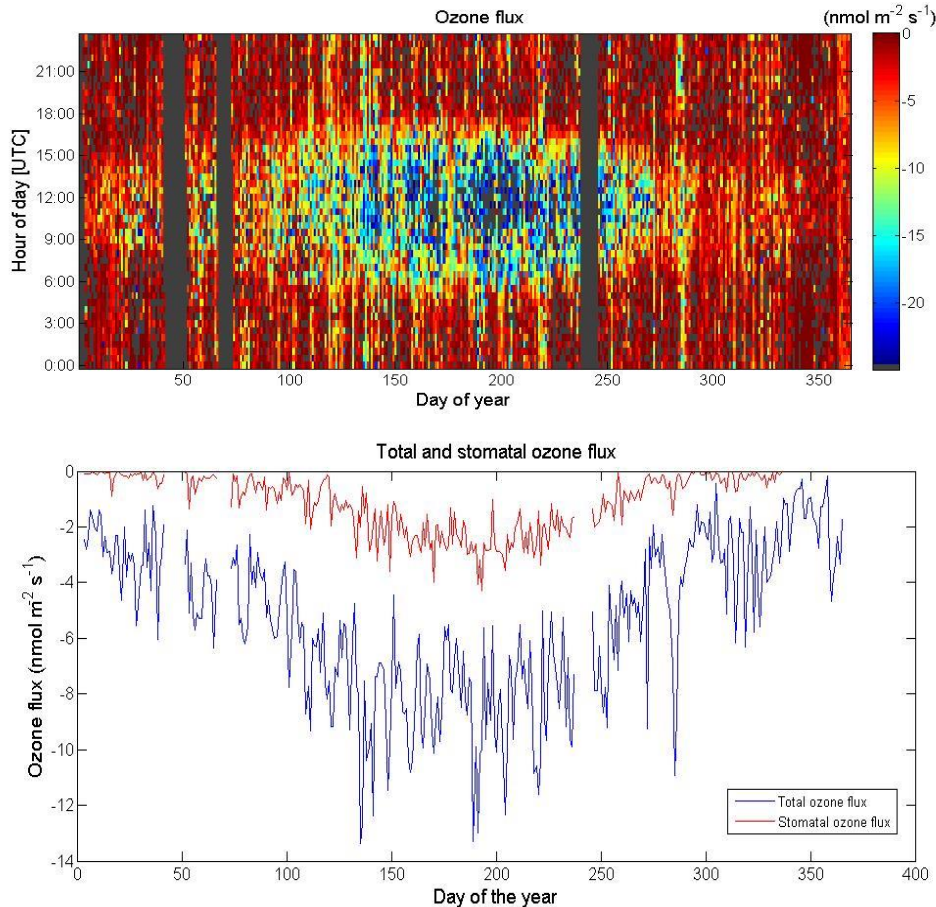 Ozone flux
(nmol m⁻² s⁻¹)
21:00
18:00
15:00
12:00
9:00
6:00
3:00
0:00
Hour of day [UTC]
50 100 150 200 250 300 350
Day of year
0
-5
-10
-15
-20
Total and stomatal ozone flux
0
-2
-4
-6
-8
-10
-12
-14
Ozone flux (nmol m⁻² s⁻¹)
Total ozone flux
Stomatal ozone flux
0 50 100 150 200 250 300 350 400
Day of the year